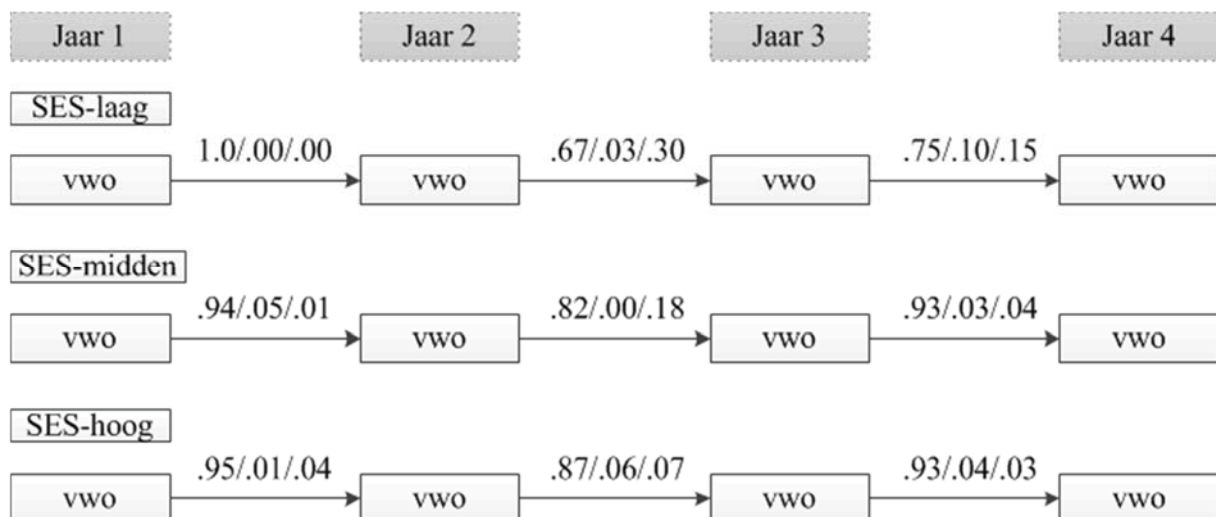 Jaar 1 Jaar 2 Jaar 3 Jaar 4
SES-laag
1.0/.00/.00 .67/.03/.30 .75/.10/.15
vwo vwo vwo vwo
SES-midden
.94/.05/.01 .82/.00/.18 .93/.03/.04
vwo vwo vwo vwo
SES-hoog
.95/.01/.04 .87/.06/.07 .93/.04/.03
vwo vwo vwo vwo